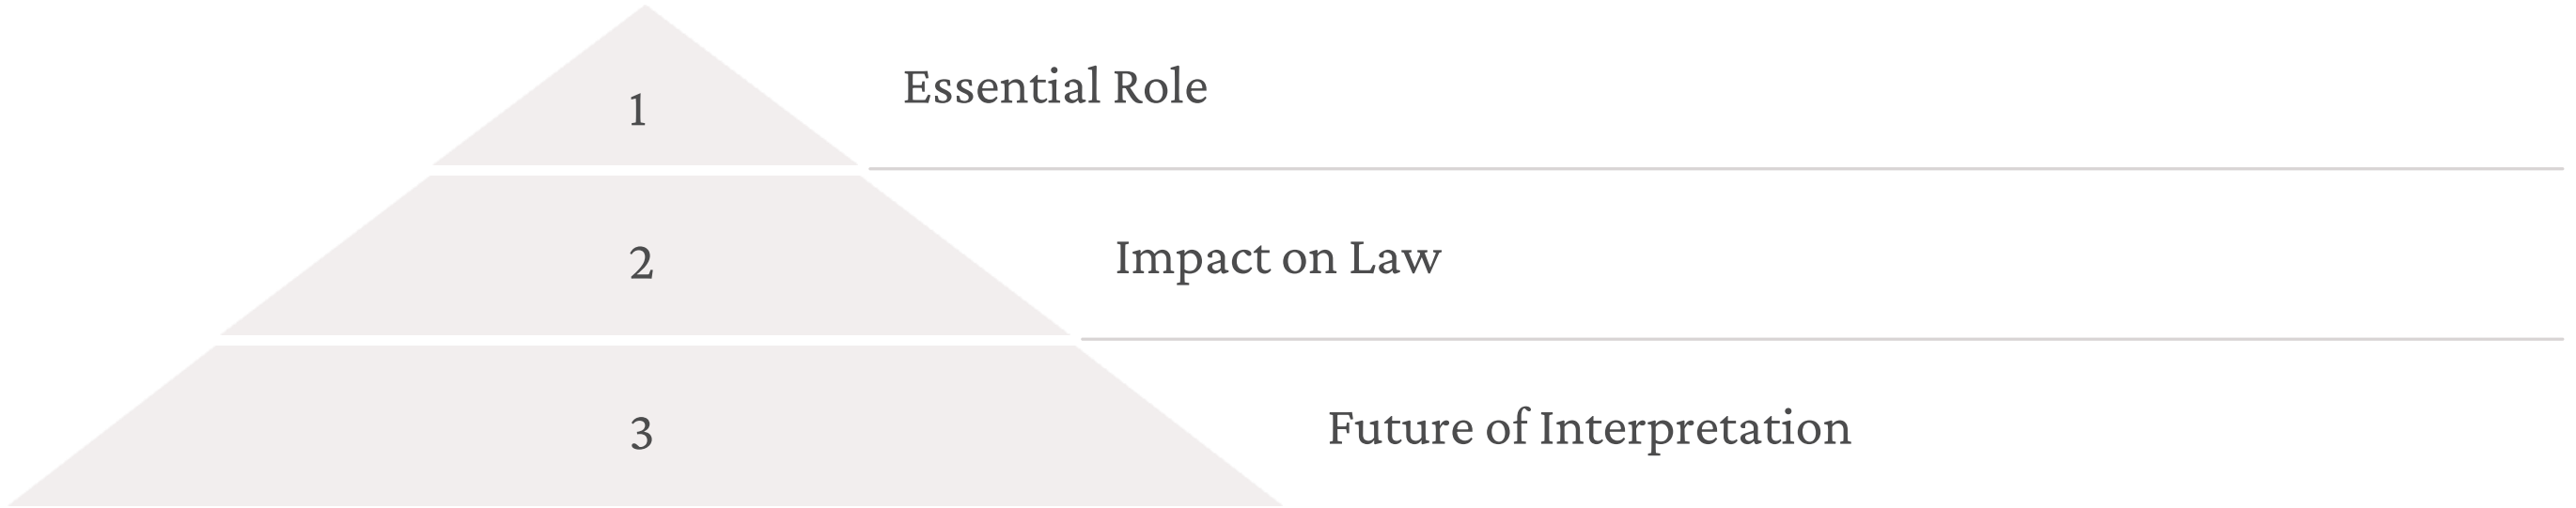 1
Essential Role
2
Impact on Law
3
Future of Interpretation